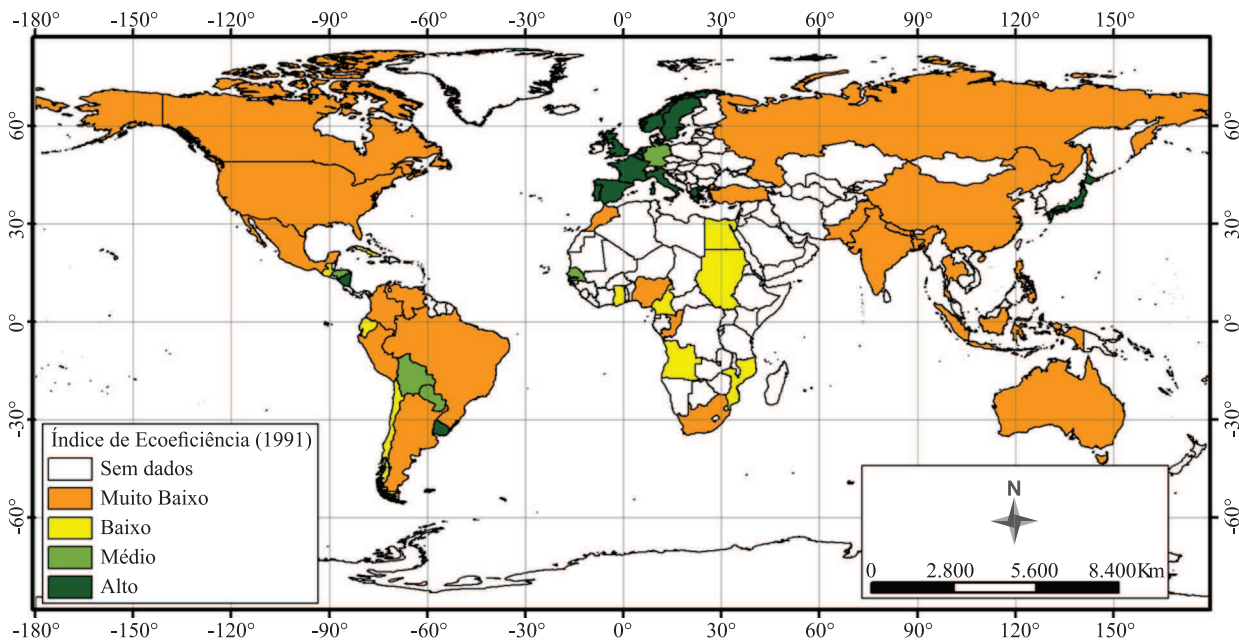 -180° -150° -120° -90° -60° -30° 0° 30° 60° 90° 120° 150°
60° 60°
30° 30°
0° 0°
-30° -30°
-60° -60°
Índice de Ecoeficiência (1991)
Sem dados
Muito Baixo
Baixo
Médio
Alto
N
0 2.800 5.600 8.400Km
-180° -150° -120° -90° -60° -30° 0° 30° 60° 90° 120° 150°